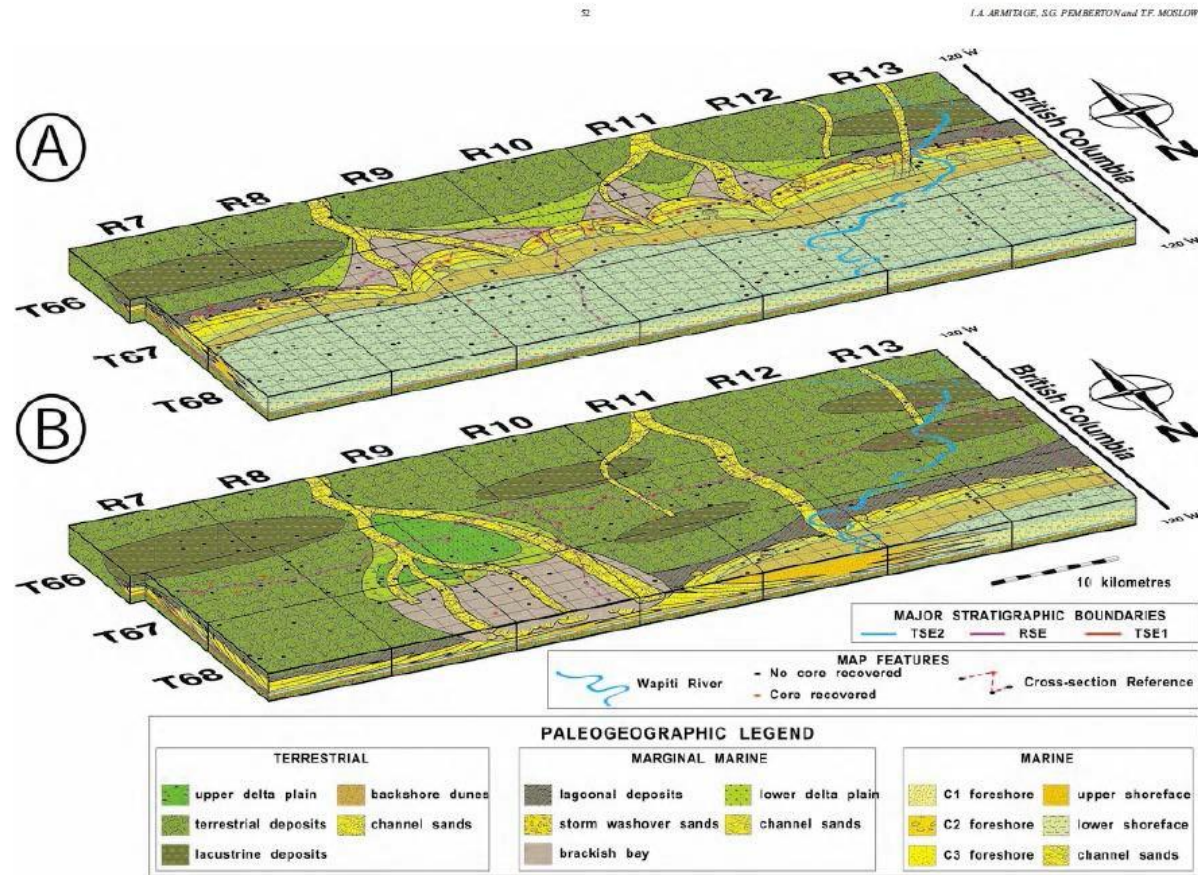 52
I.A. ARMITAGE, S.G. PEMBERTON and T.F. MOSLOW
A
R7
R8
R9
R10
R11
R12
R13
120 W
British Columbia
N
120 W
T66
T67
T68
B
R7
R8
R9
R10
R11
R12
R13
120 W
British Columbia
N
120 W
T66
T67
T68
10 kilometres
MAJOR STRATIGRAPHIC BOUNDARIES
TSE2 RSE TSE1
MAP FEATURES
Wapiti River
No core recovered
Core recovered
Cross-section Reference
PALEOGEOGRAPHIC LEGEND
TERRESTRIAL
upper delta plain backshore dunes
terrestrial deposits channel sands
lacustrine deposits
MARGINAL MARINE
lagoonal deposits lower delta plain
storm washover sands channel sands
brackish bay
MARINE
C1 foreshore upper shoreface
C2 foreshore lower shoreface
C3 foreshore channel sands